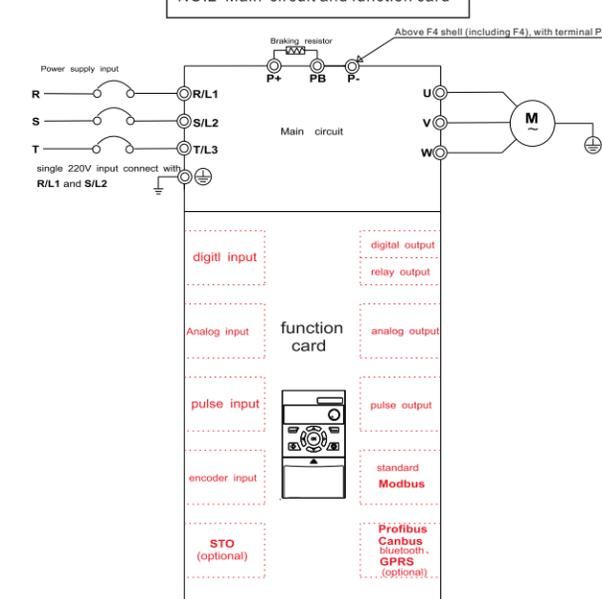 NO.2 Main circuit and function card
Above F4 shell (including F4), with terminal P
Braking resistor
P+ PB P-
Power supply input
R R/L1 U
S S/L2 V
T T/L3 W
Main circuit
M
~
single 220V input connect with
R/L1 and S/L2
digitl input
digital output
relay output
Analog input
function
card
analog output
pulse input
pulse output
encoder input
standard
Modbus
STO
(optional)
Profibus
Canbus
bluetooth、
GPRS
(optional)